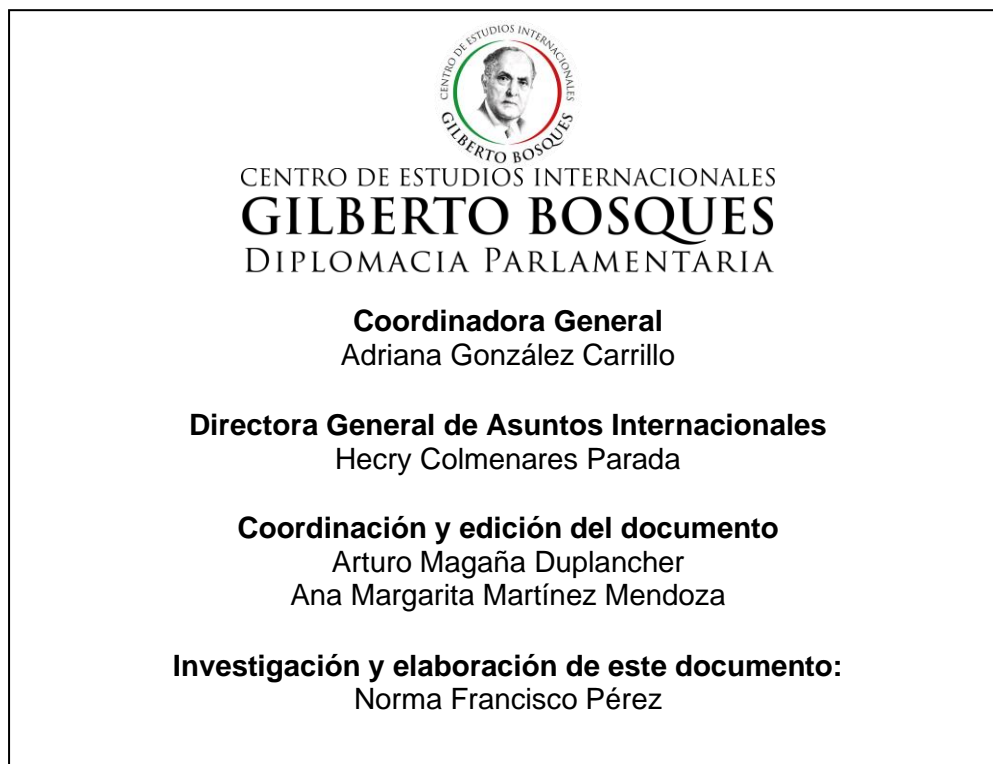 CENTRO DE ESTUDIOS INTERNACIONALES
GILBERTO BOSQUES
CENTRO DE ESTUDIOS INTERNACIONALES
GILBERTO BOSQUES
DIPLOMACIA PARLAMENTARIA
Coordinadora General
Adriana González Carrillo
Directora General de Asuntos Internacionales
Hecry Colmenares Parada
Coordinación y edición del documento
Arturo Magaña Duplancher
Ana Margarita Martínez Mendoza
Investigación y elaboración de este documento:
Norma Francisco Pérez